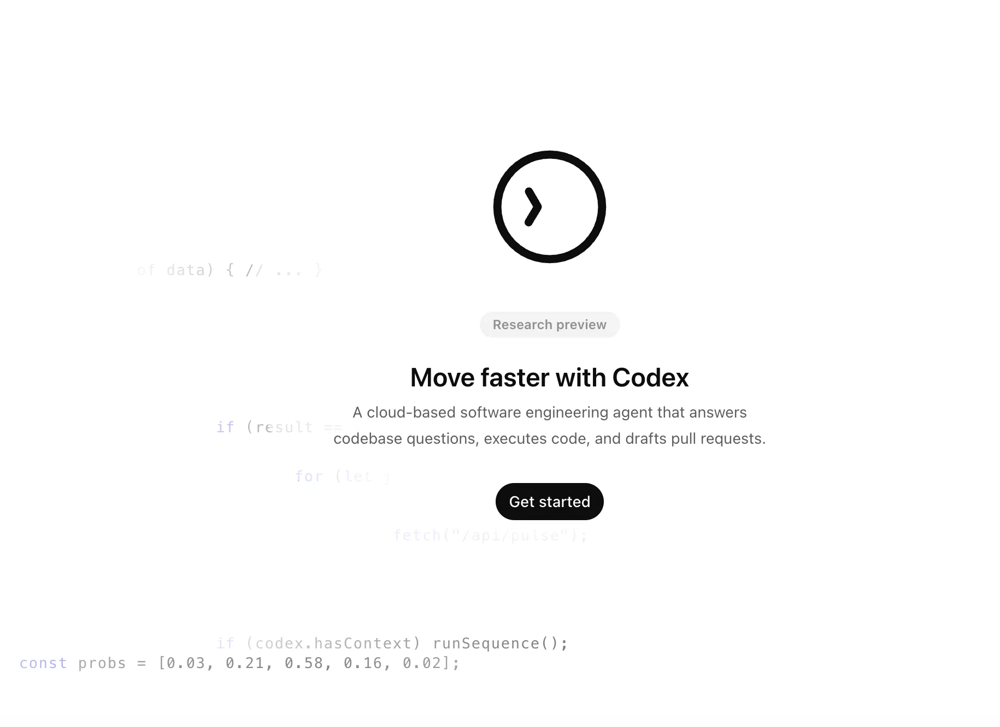 of data) { // ... }
Research preview
Move faster with Codex
A cloud-based software engineering agent that answers
codebase questions, executes code, and drafts pull requests.
if (result ==
for (let j
Get started
fetch("/api/pulse");
if (codex.hasContext) runSequence();
const probs = [0.03, 0.21, 0.58, 0.16, 0.02];